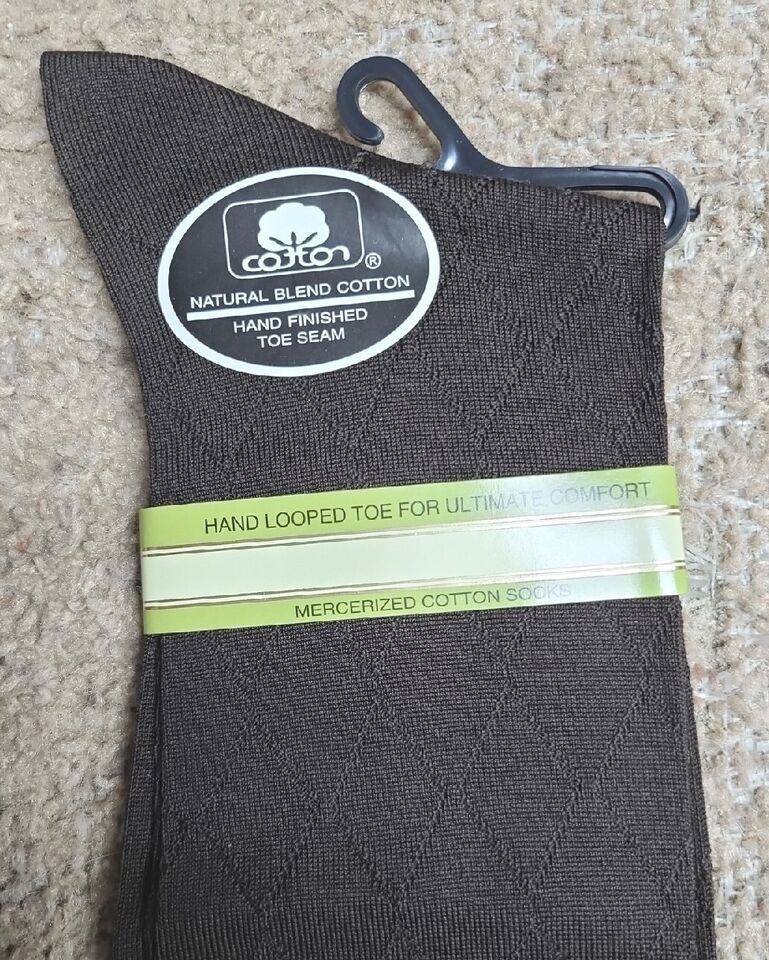 cotton®
NATURAL BLEND COTTON
HAND FINISHED
TOE SEAM
HAND LOOPED TOE FOR ULTIMATE COMFORT
MERCERIZED COTTON SOCKS